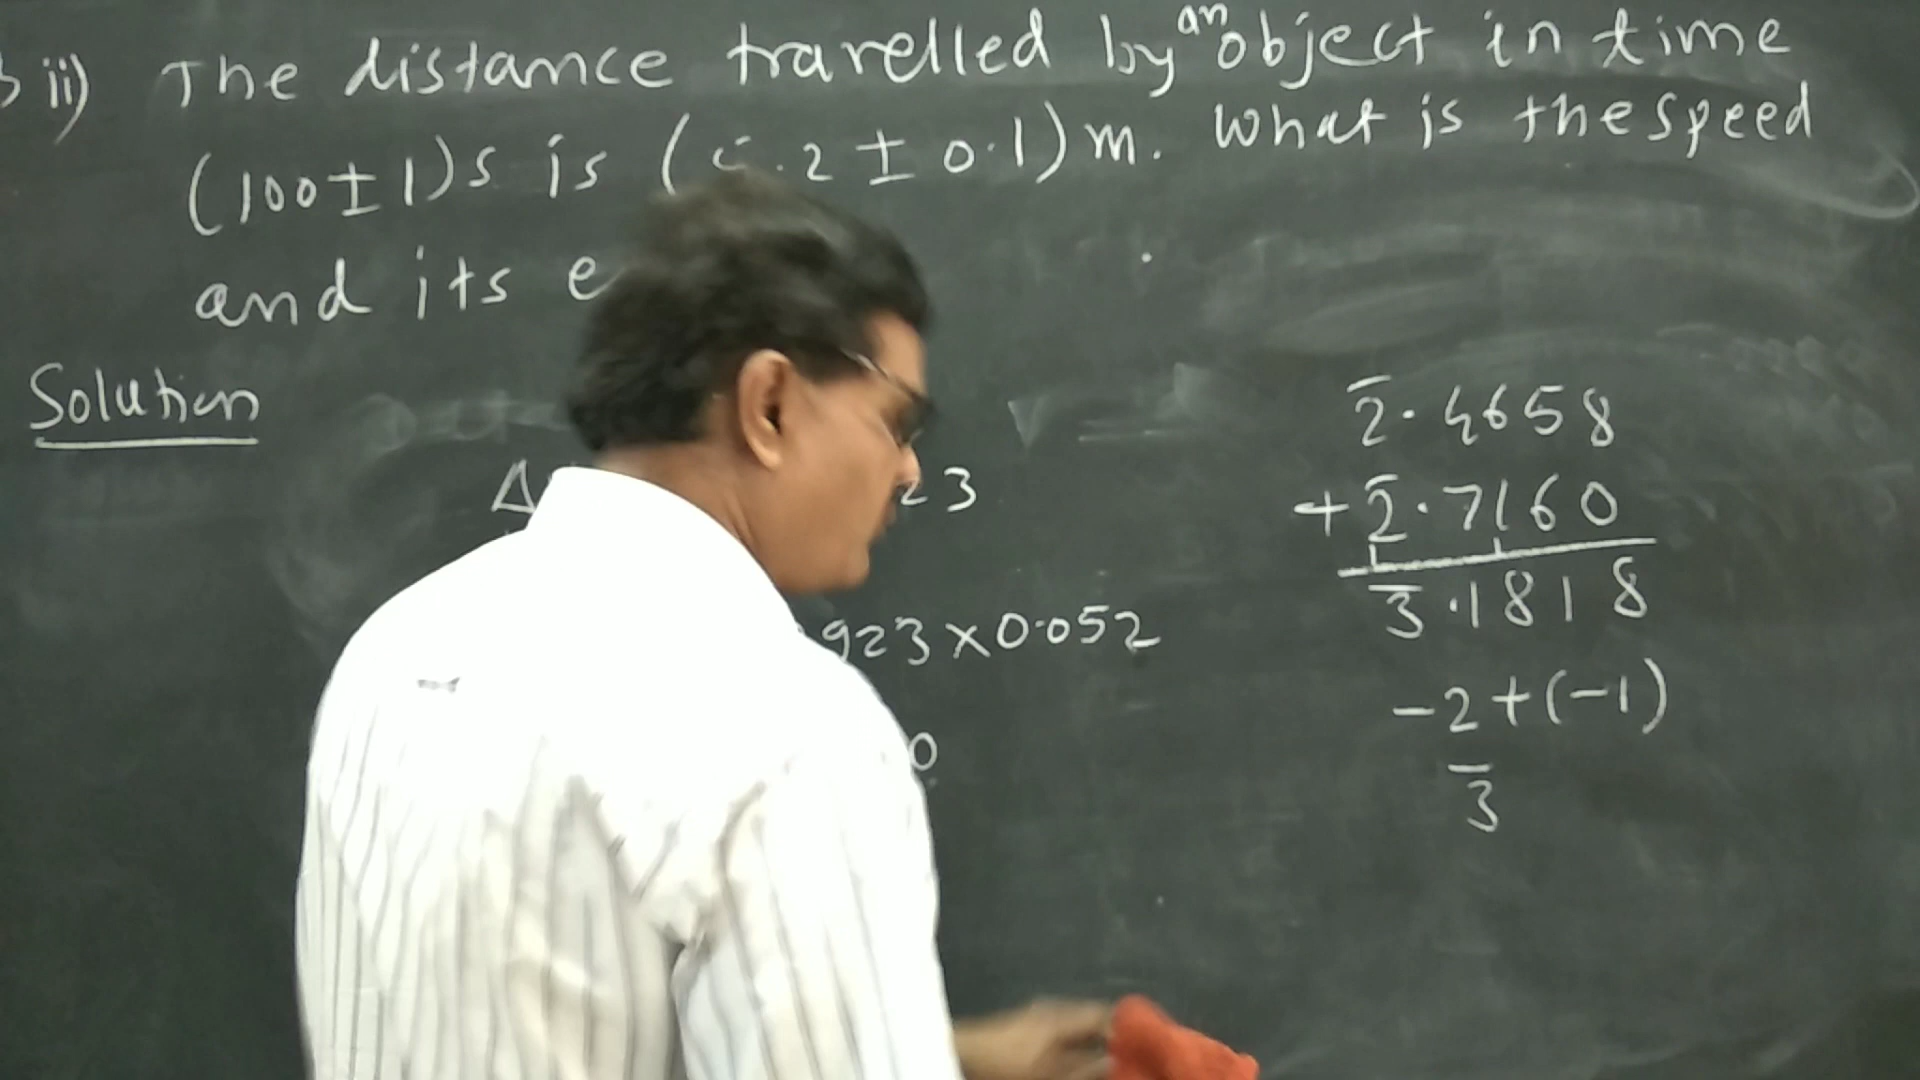 ii) The distance travelled by an object in time
(100±1)s is ( .2 ± 0.1)m. What is the speed
and its e
Solution
Δ 23
923 x 0.052
0
2̅.4658
+ 2̅.7160
3̅.1818
-2+(-1)
3̅